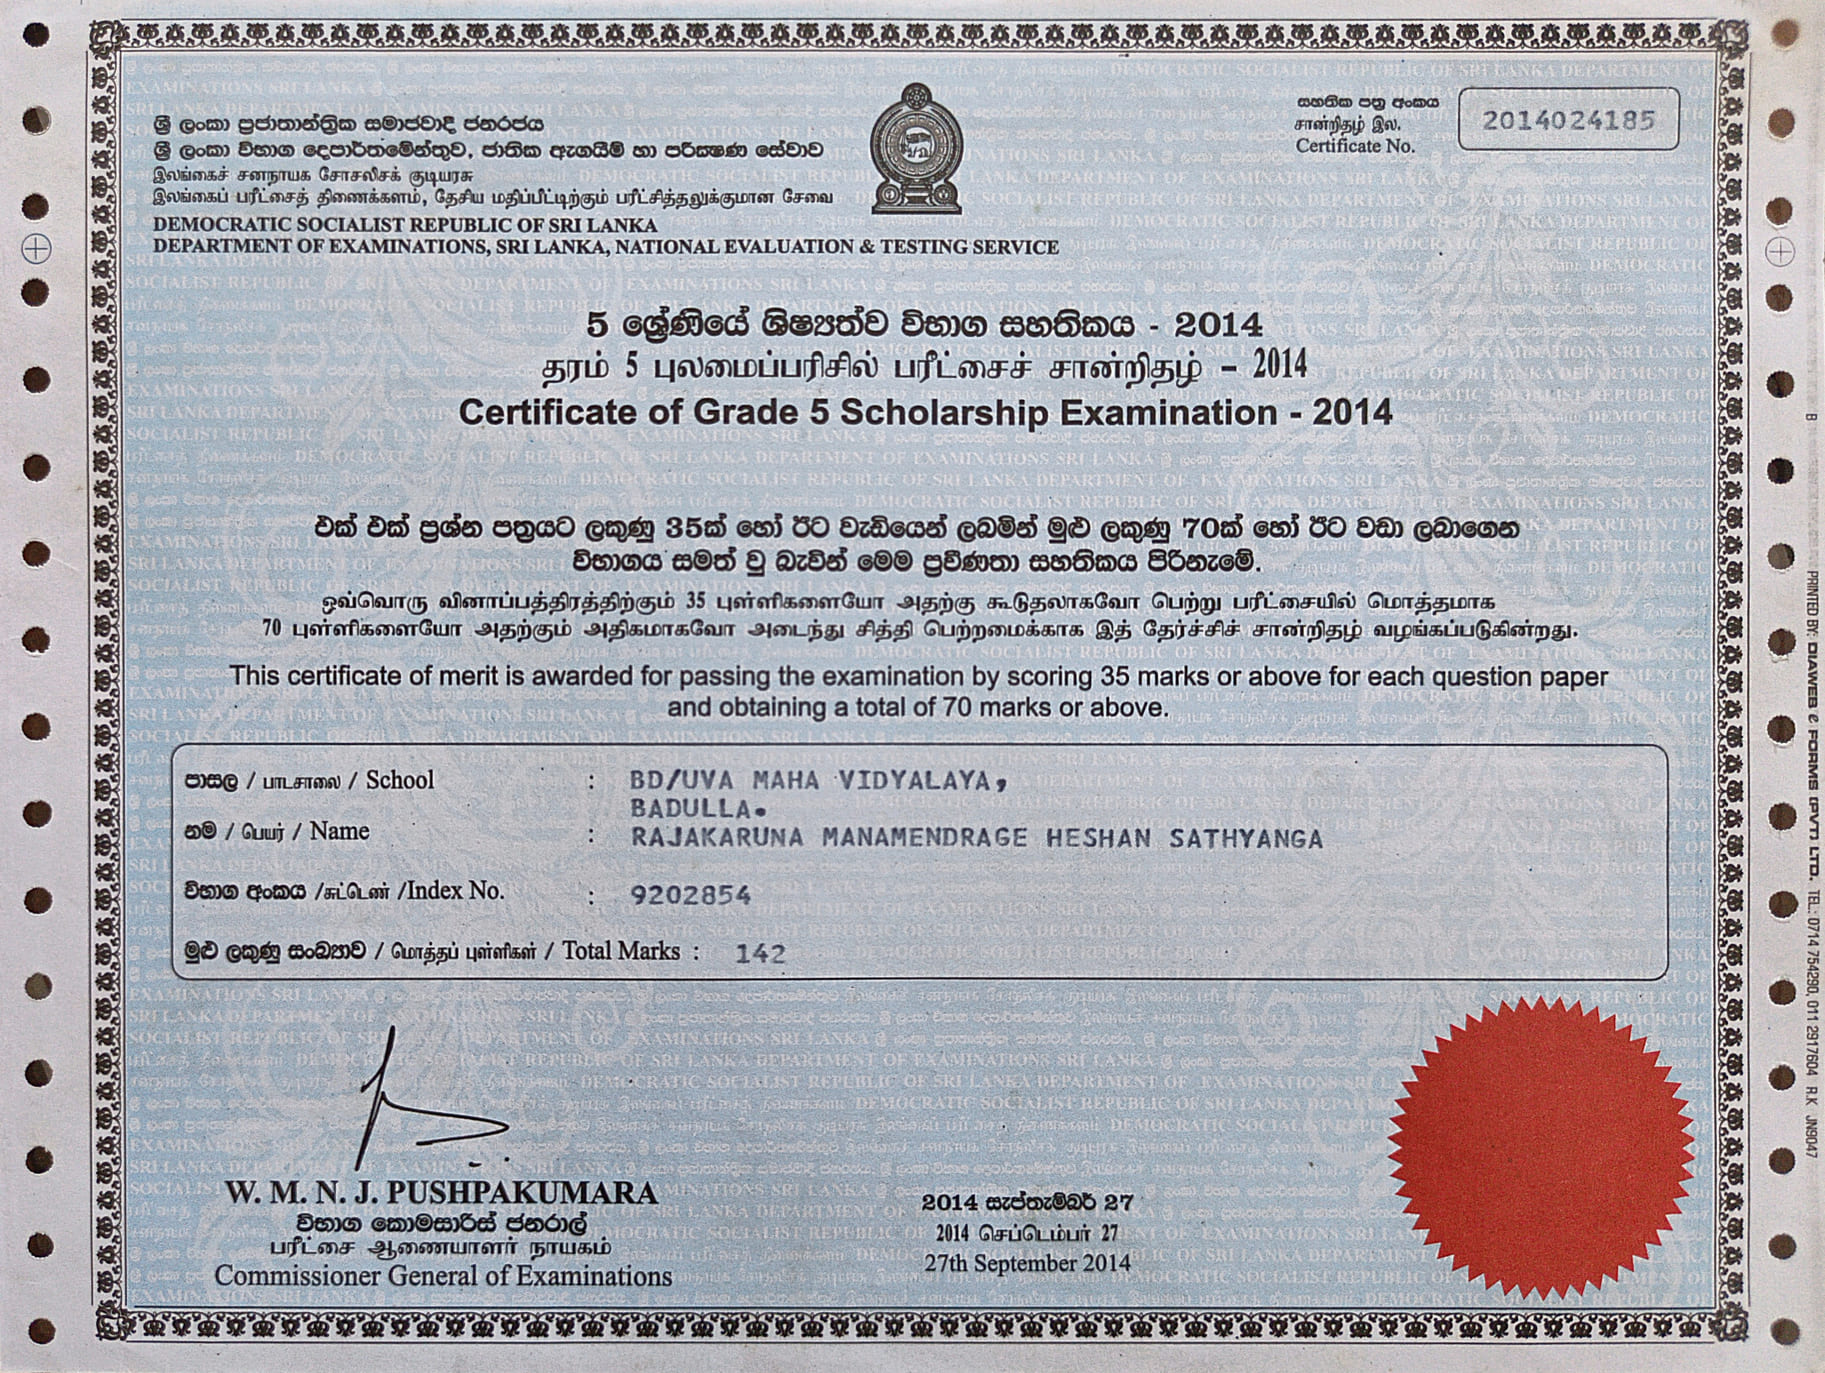 ශ්‍රී ලංකා ප්‍රජාතාන්ත්‍රික සමාජවාදී ජනරජය
ශ්‍රී ලංකා විභාග දෙපාර්තමේන්තුව, ජාතික ඇගයීම් හා පරීක්ෂණ සේවාව
இலங்கைச் சனநாயக சோசலிசக் குடியரசு
இலங்கைப் பரீட்சைத் திணைக்களம், தேசிய மதிப்பீட்டிற்கும் பரீட்சித்தலுக்குமான சேவை
DEMOCRATIC SOCIALIST REPUBLIC OF SRI LANKA
DEPARTMENT OF EXAMINATIONS, SRI LANKA, NATIONAL EVALUATION & TESTING SERVICE
සහතික පත්‍ර අංකය
சான்றிதழ் இல.
Certificate No.
2014024185
5 ශ්‍රේණියේ ශිෂ්‍යත්ව විභාග සහතිකය - 2014
தரம் 5 புலமைப்பரிசில் பரீட்சைச் சான்றிதழ் – 2014
Certificate of Grade 5 Scholarship Examination - 2014
එක් එක් ප්‍රශ්න පත්‍රයට ලකුණු 35ක් හෝ ඊට වැඩියෙන් ලබමින් මුළු ලකුණු 70ක් හෝ ඊට වඩා ලබාගෙන
විභාගය සමත් වූ බැවින් මෙම ප්‍රවීණතා සහතිකය පිරිනැමේ.
ஒவ்வொரு வினாப்பத்திரத்திற்கும் 35 புள்ளிகளையோ அதற்கு கூடுதலாகவோ பெற்று பரீட்சையில் மொத்தமாக
70 புள்ளிகளையோ அதற்கும் அதிகமாகவோ அடைந்து சித்தி பெற்றமைக்காக இத் தேர்ச்சிச் சான்றிதழ் வழங்கப்படுகின்றது.
This certificate of merit is awarded for passing the examination by scoring 35 marks or above for each question paper
and obtaining a total of 70 marks or above.
පාසල / பாடசாலை / School : BD/UVA MAHA VIDYALAYA,
BADULLA.
නම / பெயர் / Name : RAJAKARUNA MANAMENDRAGE HESHAN SATHYANGA
විභාග අංකය /சுட்டெண் /Index No. : 9202854
මුළු ලකුණු සංඛ්‍යාව / மொத்தப் புள்ளிகள் / Total Marks : 142
W. M. N. J. PUSHPAKUMARA
විභාග කොමසාරිස් ජනරාල්
பரீட்சை ஆணையாளர் நாயகம்
Commissioner General of Examinations
2014 සැප්තැම්බර් 27
2014 செப்டெம்பர் 27
27th September 2014
PRINTED BY: DIAWEB e FORMS (PVT) LTD. TEL: 0714 754290, 011 2917604 R.K JN9047